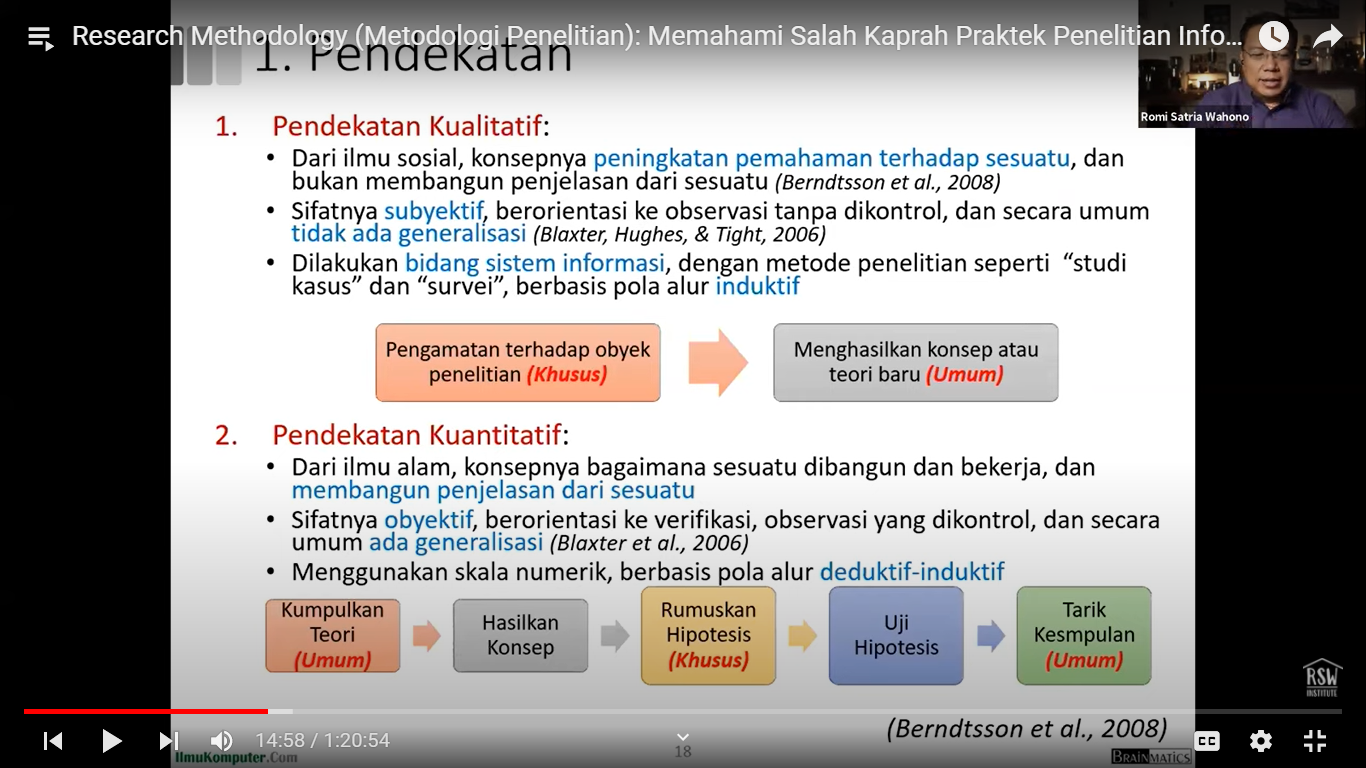 Research Methodology (Metodologi Penelitian): Memahami Salah Kaprah Praktek Penelitian Info...
1. Pendekatan
Romi Satria Wahono
1. Pendekatan Kualitatif:
• Dari ilmu sosial, konsepnya peningkatan pemahaman terhadap sesuatu, dan
bukan membangun penjelasan dari sesuatu (Berndtsson et al., 2008)
• Sifatnya subyektif, berorientasi ke observasi tanpa dikontrol, dan secara umum
tidak ada generalisasi (Blaxter, Hughes, & Tight, 2006)
• Dilakukan bidang sistem informasi, dengan metode penelitian seperti “studi
kasus” dan “survei”, berbasis pola alur induktif
Pengamatan terhadap obyek
penelitian (Khusus)
Menghasilkan konsep atau
teori baru (Umum)
2. Pendekatan Kuantitatif:
• Dari ilmu alam, konsepnya bagaimana sesuatu dibangun dan bekerja, dan
membangun penjelasan dari sesuatu
• Sifatnya obyektif, berorientasi ke verifikasi, observasi yang dikontrol, dan secara
umum ada generalisasi (Blaxter et al., 2006)
• Menggunakan skala numerik, berbasis pola alur deduktif-induktif
Kumpulkan
Teori
(Umum)
Hasilkan
Konsep
Rumuskan
Hipotesis
(Khusus)
Uji
Hipotesis
Tarik
Kesmpulan
(Umum)
RSW
INSTITUTE
(Berndtsson et al., 2008)
14:58 / 1:20:54
CC
IlmuKomputer.Com
18
BRAINMATICS